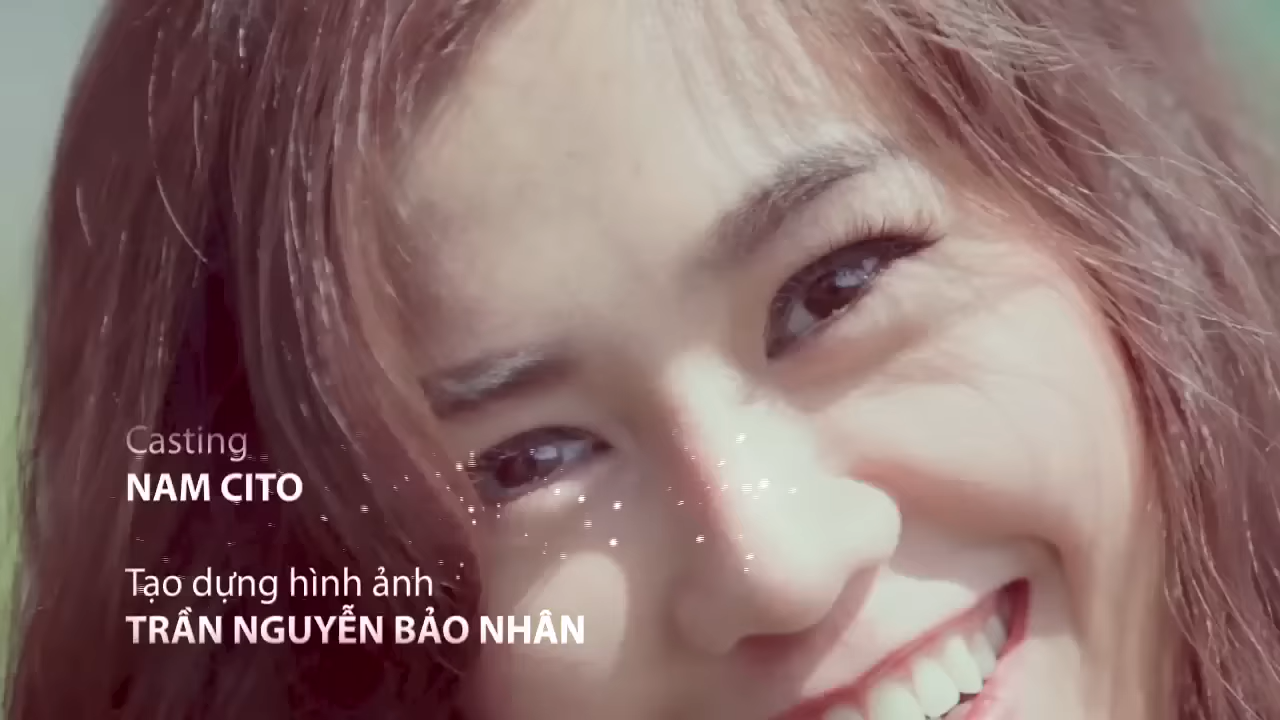 Casting
NAM CITO
Tạo dựng hình ảnh
TRẦN NGUYỄN BẢO NHÂN